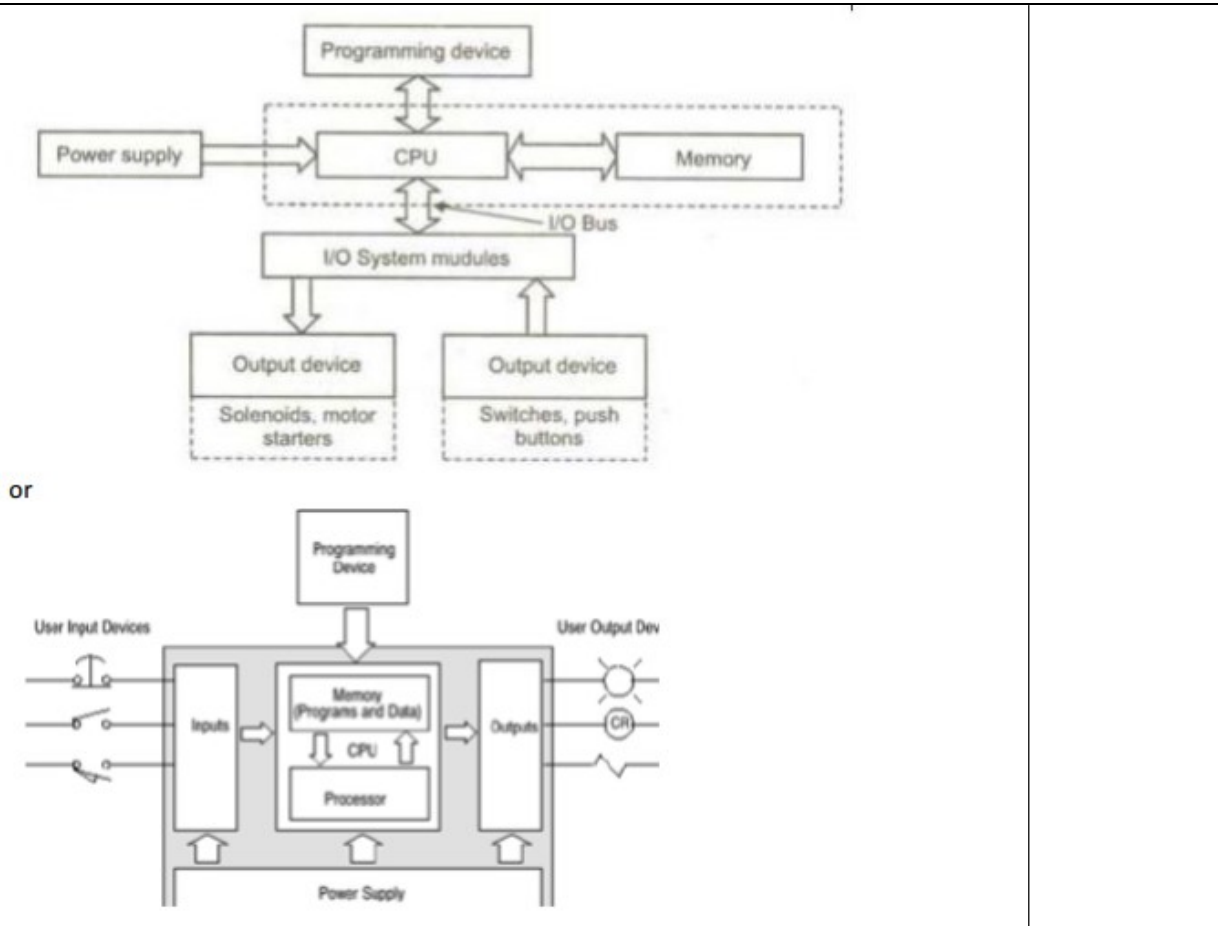 Programming device
Power supply
CPU
Memory
I/O Bus
I/O System mudules
Output device
Output device
Solenoids, motor
starters
Switches, push
buttons
or
Programming
Device
User Input Devices
User Output Dev
Memory
(Programs and Data)
Inputs
CPU
Outputs
CR
Processor
Power Supply